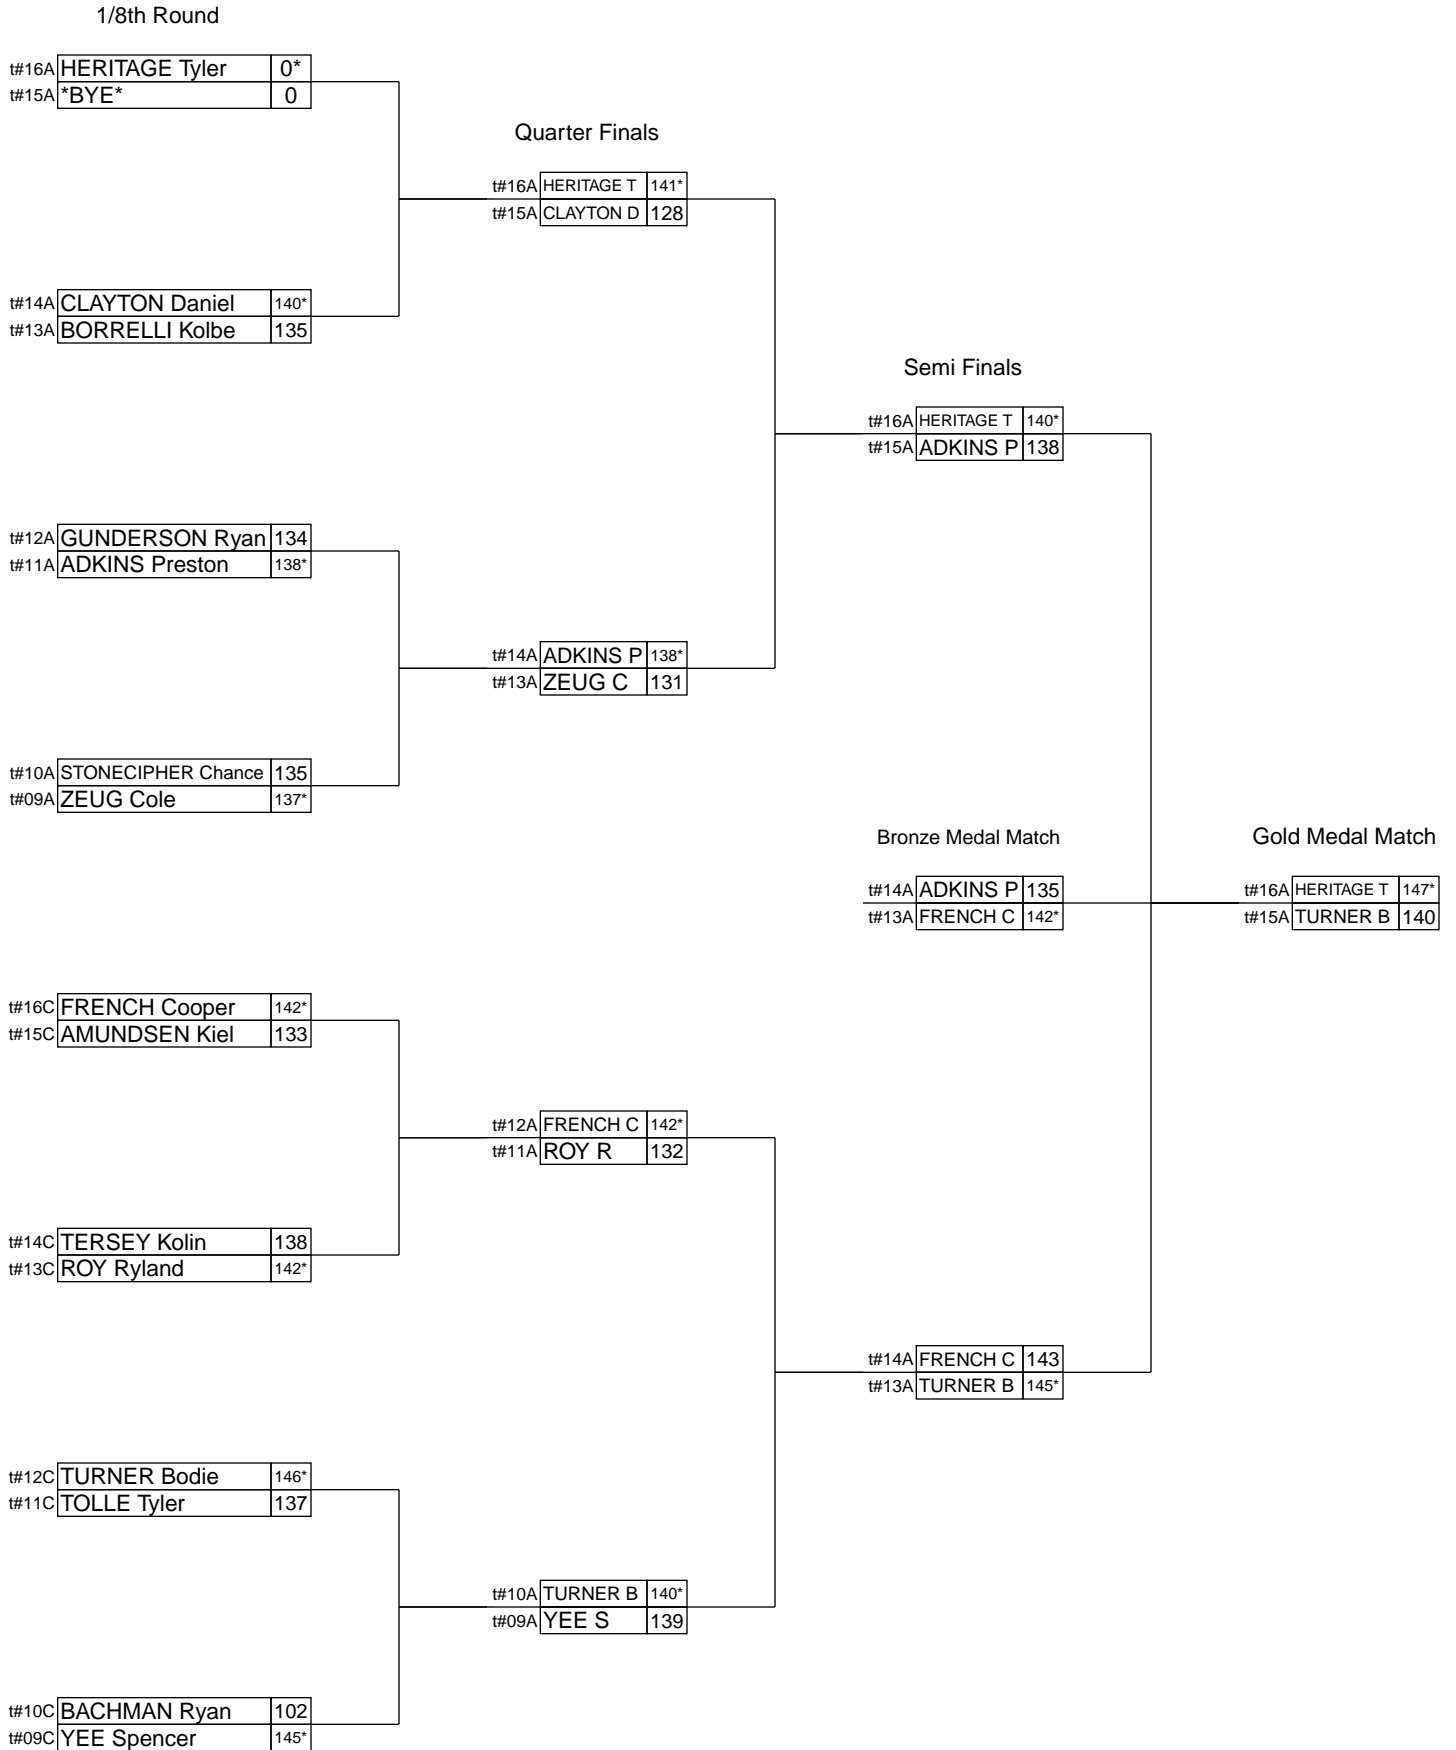 1/8th Round
t#16A HERITAGE Tyler 0*
t#15A *BYE* 0
Quarter Finals
t#16A HERITAGE T 141*
t#15A CLAYTON D 128
t#14A CLAYTON Daniel 140*
t#13A BORRELLI Kolbe 135
Semi Finals
t#16A HERITAGE T 140*
t#15A ADKINS P 138
t#12A GUNDERSON Ryan 134
t#11A ADKINS Preston 138*
t#14A ADKINS P 138*
t#13A ZEUG C 131
t#10A STONECIPHER Chance 135
t#09A ZEUG Cole 137*
Bronze Medal Match
Gold Medal Match
t#14A ADKINS P 135
t#13A FRENCH C 142*
t#16A HERITAGE T 147*
t#15A TURNER B 140
t#16C FRENCH Cooper 142*
t#15C AMUNDSEN Kiel 133
t#12A FRENCH C 142*
t#11A ROY R 132
t#14C TERSEY Kolin 138
t#13C ROY Ryland 142*
t#14A FRENCH C 143
t#13A TURNER B 145*
t#12C TURNER Bodie 146*
t#11C TOLLE Tyler 137
t#10A TURNER B 140*
t#09A YEE S 139
t#10C BACHMAN Ryan 102
t#09C YEE Spencer 145*